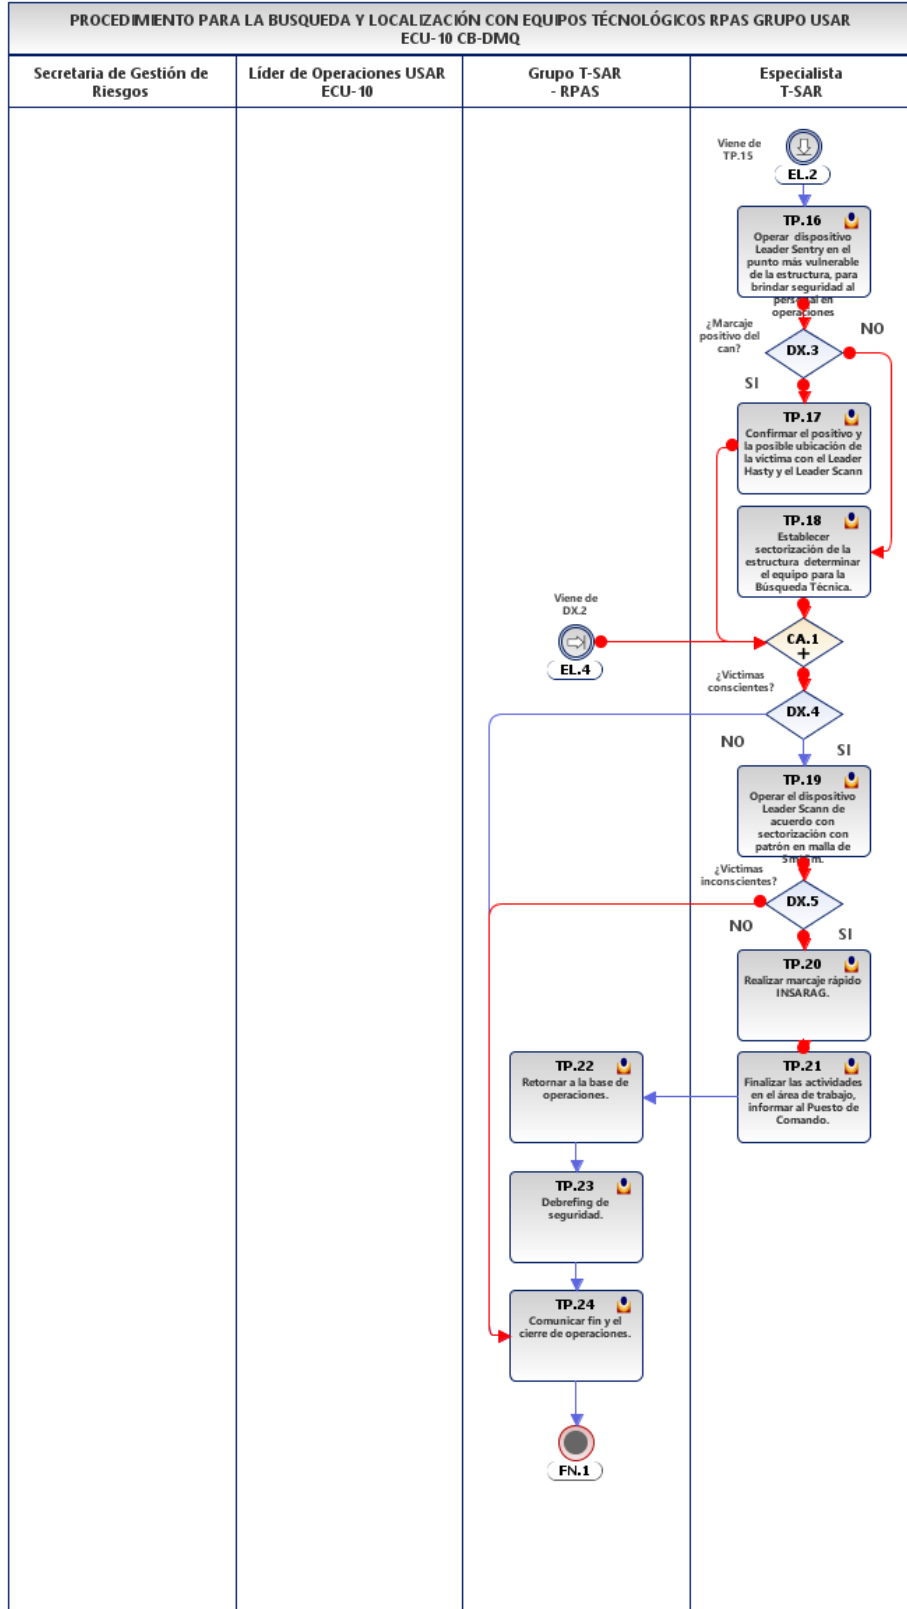 PROCEDIMIENTO PARA LA BUSQUEDA Y LOCALIZACIÓN CON EQUIPOS TÉCNOLÓGICOS RPAS GRUPO USAR
ECU-10 CB-DMQ
Secretaria de Gestión de
Riesgos
Líder de Operaciones USAR
ECU-10
Grupo T-SAR
- RPAS
Especialista
T-SAR
Viene de
TP.15
EL.2
TP.16
Operar dispositivo
Leader Sentry en el
punto más vulnerable
de la estructura, para
brindar seguridad al
personal en
operaciones
¿Marcaje
positivo del
can?
DX.3
NO
SI
TP.17
Confirmar el positivo y
la posible ubicación de
la víctima con el Leader
Hasty y el Leader Scann
TP.18
Establecer
sectorización de la
estructura determinar
el equipo para la
Búsqueda Técnica.
Viene de
DX.2
EL.4
CA.1
+
¿Victimas
conscientes?
DX.4
NO
SI
TP.19
Operar el dispositivo
Leader Scann de
acuerdo con
sectorización con
patrón en malla de
¿Victimas
inconscientes?
DX.5
NO
SI
TP.20
Realizar marcaje rápido
INSARAG.
TP.21
Finalizar las actividades
en el área de trabajo,
informar al Puesto de
Comando.
TP.22
Retornar a la base de
operaciones.
TP.23
Debrefing de
seguridad.
TP.24
Comunicar fin y el
cierre de operaciones.
FN.1